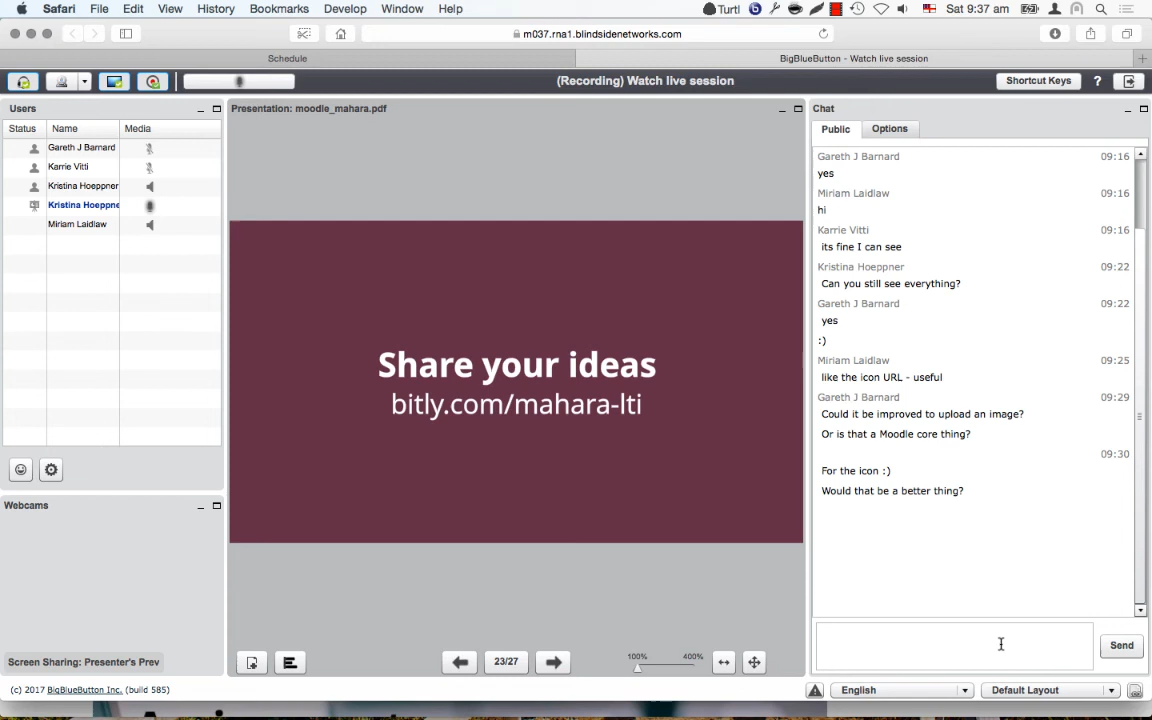 Safari File Edit View History Bookmarks Develop Window Help Turtl Sat 9:37 am
m037.rna1.blindsidenetworks.com
Schedule
BigBlueButton - Watch live session
(Recording) Watch live session
Shortcut Keys
?
Users
Status Name Media
Gareth J Barnard
Karrie Vitti
Kristina Hoeppner
Kristina Hoeppne
Miriam Laidlaw
Webcams
Screen Sharing: Presenter's Prev
Presentation: moodle_mahara.pdf
Share your ideas
bitly.com/mahara-lti
23/27
100% 400%
Chat
Public Options
Gareth J Barnard 09:16
yes
Miriam Laidlaw 09:16
hi
Karrie Vitti 09:16
its fine I can see
Kristina Hoeppner 09:22
Can you still see everything?
Gareth J Barnard 09:22
yes
:)
Miriam Laidlaw 09:25
like the icon URL - useful
Gareth J Barnard 09:29
Could it be improved to upload an image?
Or is that a Moodle core thing?
09:30
For the icon :)
Would that be a better thing?
Send
(c) 2017 BigBlueButton Inc. (build 585)
English
Default Layout